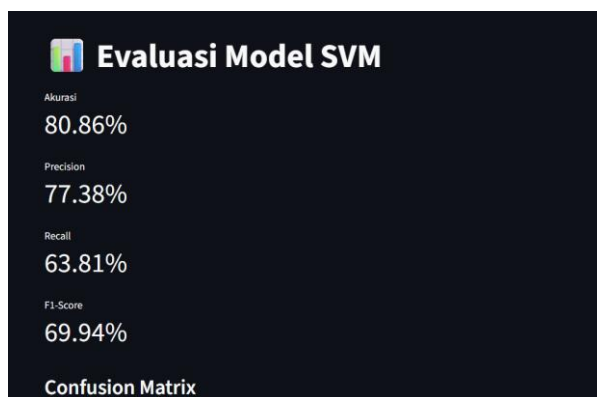 Evaluasi Model SVM
Akurasi
80.86%
Precision
77.38%
Recall
63.81%
F1-Score
69.94%
Confusion Matrix